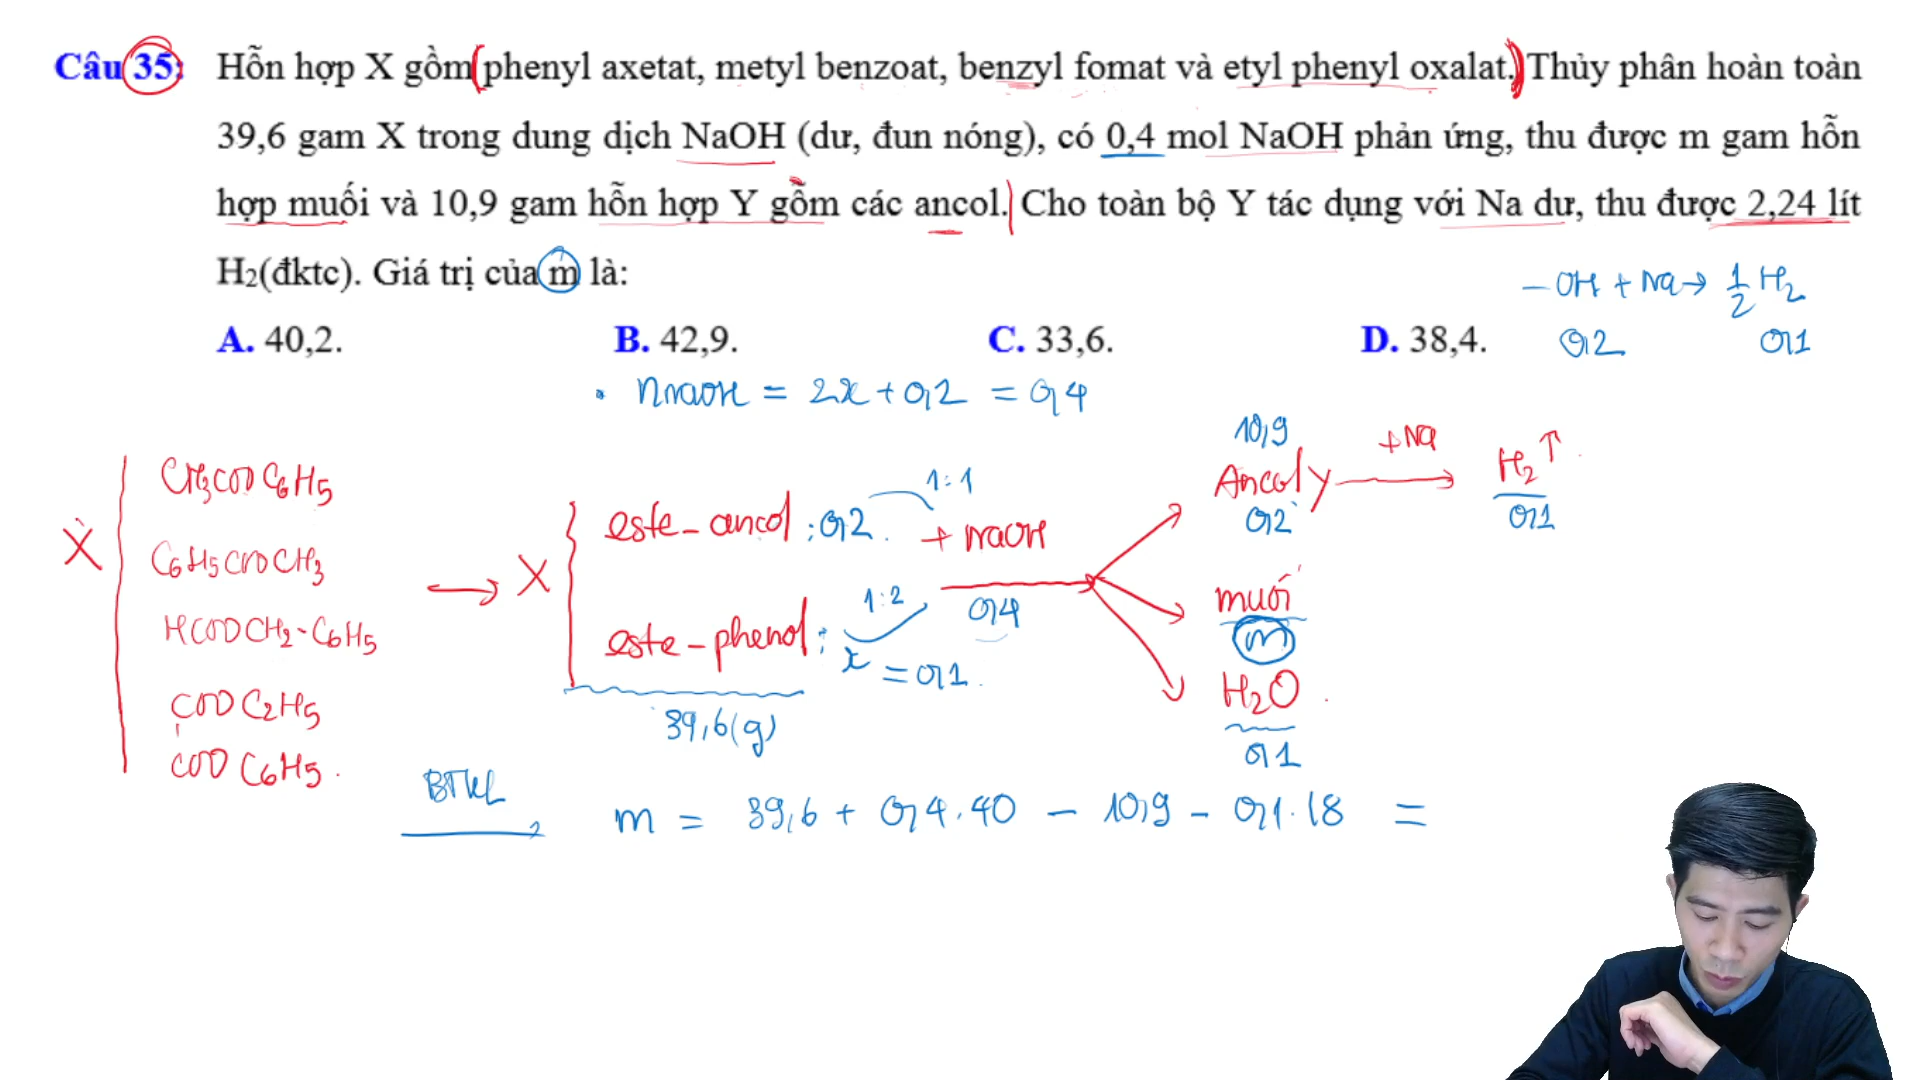 Câu 35: Hỗn hợp X gồm (phenyl axetat, metyl benzoat, benzyl fomat và etyl phenyl oxalat.) Thủy phân hoàn toàn
39,6 gam X trong dung dịch NaOH (dư, đun nóng), có 0,4 mol NaOH phản ứng, thu được m gam hỗn
hợp muối và 10,9 gam hỗn hợp Y gồm các ancol. Cho toàn bộ Y tác dụng với Na dư, thu được 2,24 lít
H2(đktc). Giá trị của m là:
- OH + Na → 1/2 H2
0,2 0,1
A. 40,2. B. 42,9. C. 33,6. D. 38,4.
• nNaOH = 2x + 0,2 = 0,4
X
CH3COOC6H5
C6H5COOCH3
HCOOCH2-C6H5
COOC2H5
COOC6H5.
→ X
este-ancol : 0,2. 1:1
este-phenol : x = 0,1. 1:2
39,6(g)
+ NaOH
0,4
10,9
Ancol Y +Na → H2↑
0,2 0,1
muối
m
H2O
0,1
BTKL → m = 39,6 + 0,4.40 - 10,9 - 0,1.18 =